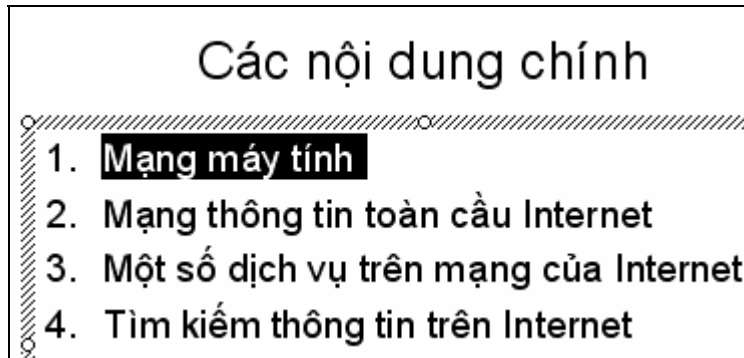 Các nội dung chính
1. Mạng máy tính
2. Mạng thông tin toàn cầu Internet
3. Một số dịch vụ trên mạng của Internet
4. Tìm kiếm thông tin trên Internet